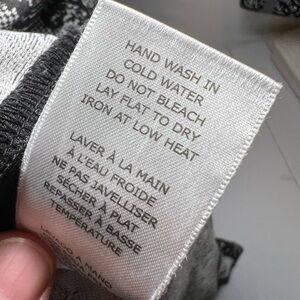 HAND WASH IN
COLD WATER
DO NOT BLEACH
LAY FLAT TO DRY
IRON AT LOW HEAT
LAVER À LA MAIN
À L'EAU FROIDE
NE PAS JAVELLISER
SÉCHER À PLAT
REPASSER À BASSE
TEMPÉRATURE
A MANO